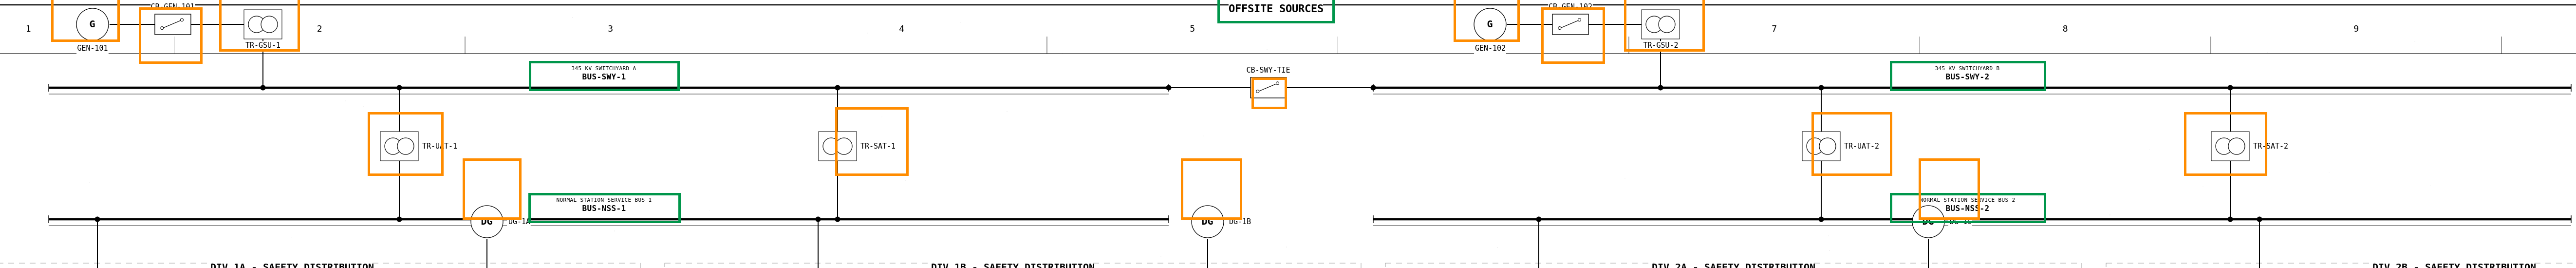 CB-GEN-101
OFFSITE SOURCES
CB-GEN-102
G
G
1 2 3 4 5 7 8 9
GEN-101
TR-GSU-1
GEN-102
TR-GSU-2
345 KV SWITCHYARD A
BUS-SWY-1
CB-SWY-TIE
345 KV SWITCHYARD B
BUS-SWY-2
TR-UAT-1
TR-SAT-1
TR-UAT-2
TR-SAT-2
NORMAL STATION SERVICE BUS 1
BUS-NSS-1
NORMAL STATION SERVICE BUS 2
BUS-NSS-2
DG DG-1A
DG DG-1B
DG
DIV 1A - SAFETY DISTRIBUTION
DIV 1B - SAFETY DISTRIBUTION
DIV 2A - SAFETY DISTRIBUTION
DIV 2B - SAFETY DISTRIBUTION